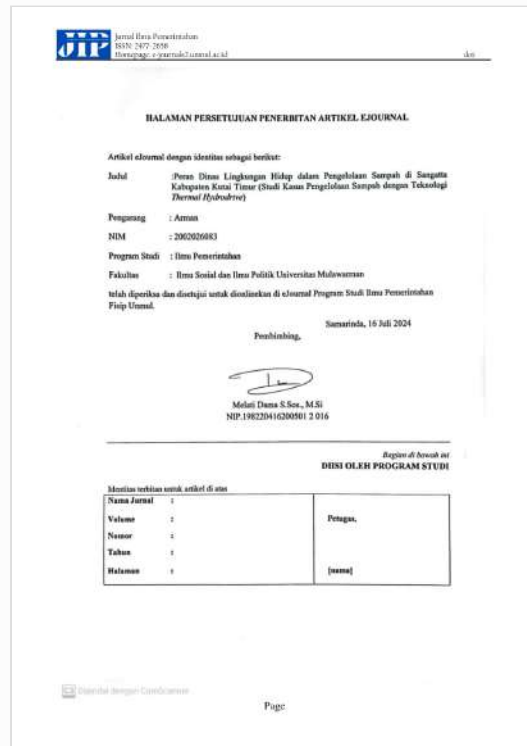 JIP
Jurnal Ilmu Pemerintahan
ISSN: 2477-2656
Homepage: e-journals2.unmul.ac.id
doi
HALAMAN PERSETUJUAN PENERBITAN ARTIKEL EJOURNAL
Artikel eJournal dengan identitas sebagai berikut:
Judul :Peran Dinas Lingkungan Hidup dalam Pengelolaan Sampah di Sangatta
Kabupaten Kutai Timur (Studi Kasus Pengelolaan Sampah dengan Teknologi
Thermal Hydrodrive)
Pengarang : Arman
NIM : 2002026083
Program Studi : Ilmu Pemerintahan
Fakultas : Ilmu Sosial dan Ilmu Politik Universitas Mulawarman
telah diperiksa dan disetujui untuk dionlinekan di eJournal Program Studi Ilmu Pemerintahan
Fisip Unmul.
Samarinda, 16 Juli 2024
Pembimbing,
Melati Dama S.Sos., M.Si
NIP.198220416200501 2 016
Bagian di bawah ini
DIISI OLEH PROGRAM STUDI
Identitas terbitan untuk artikel di atas
Nama Jurnal :
Volume : Petugas,
Nomor :
Tahun :
Halaman : [nama]
CS Dipindai dengan CamScanner
Page